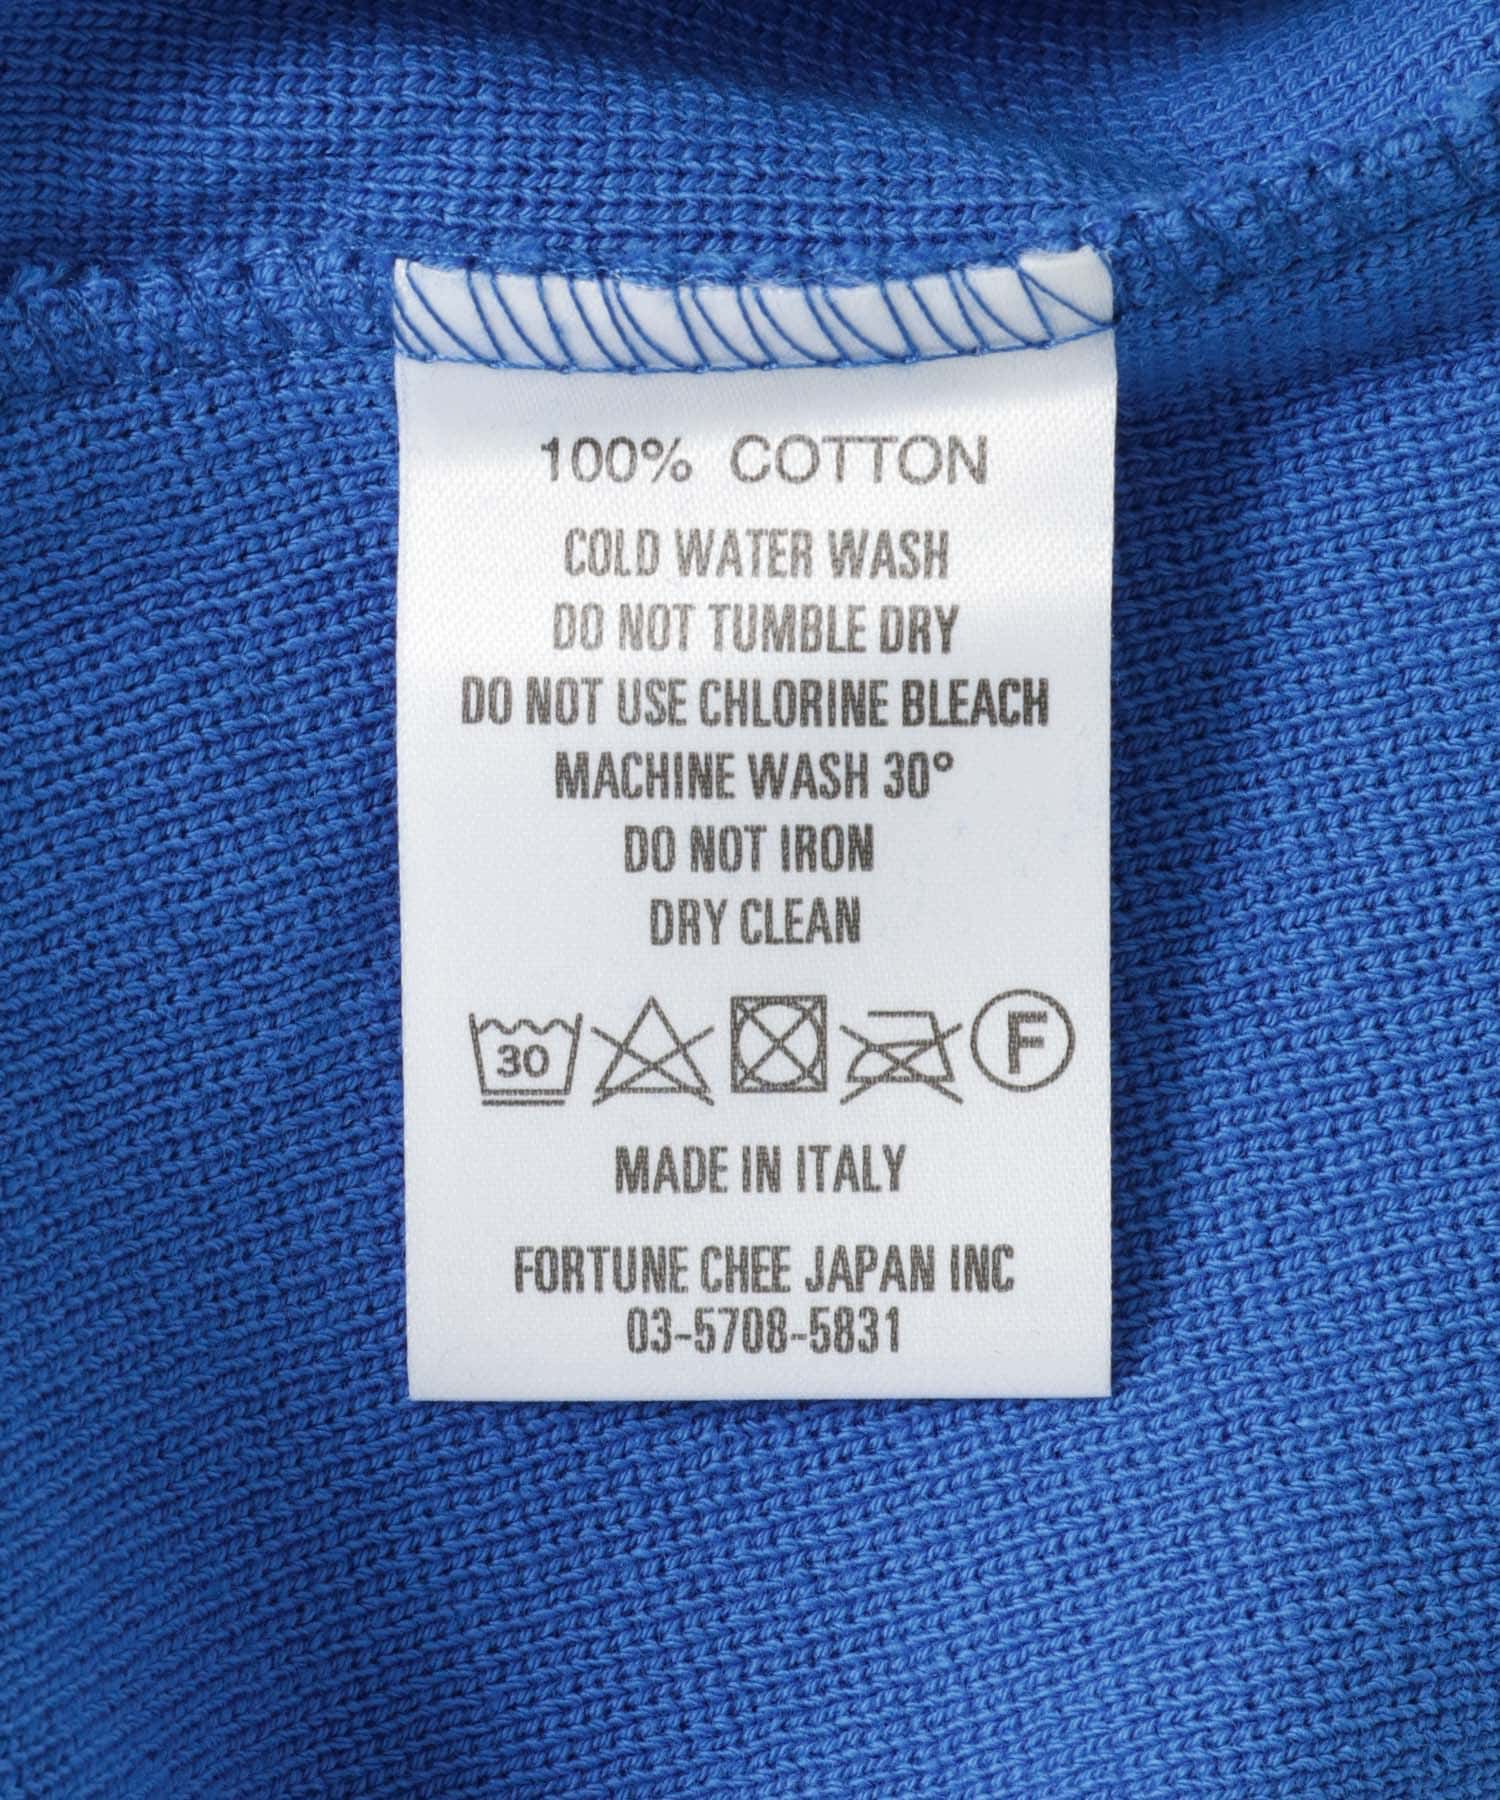 100% COTTON
COLD WATER WASH
DO NOT TUMBLE DRY
DO NOT USE CHLORINE BLEACH
MACHINE WASH 30°
DO NOT IRON
DRY CLEAN
30 F
MADE IN ITALY
FORTUNE CHEE JAPAN INC
03-5708-5831